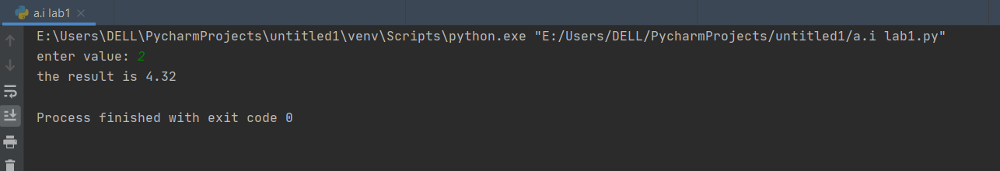 a.i lab1
E:\Users\DELL\PycharmProjects\untitled1\venv\Scripts\python.exe "E:/Users/DELL/PycharmProjects/untitled1/a.i lab1.py"
enter value: 2
the result is 4.32
Process finished with exit code 0